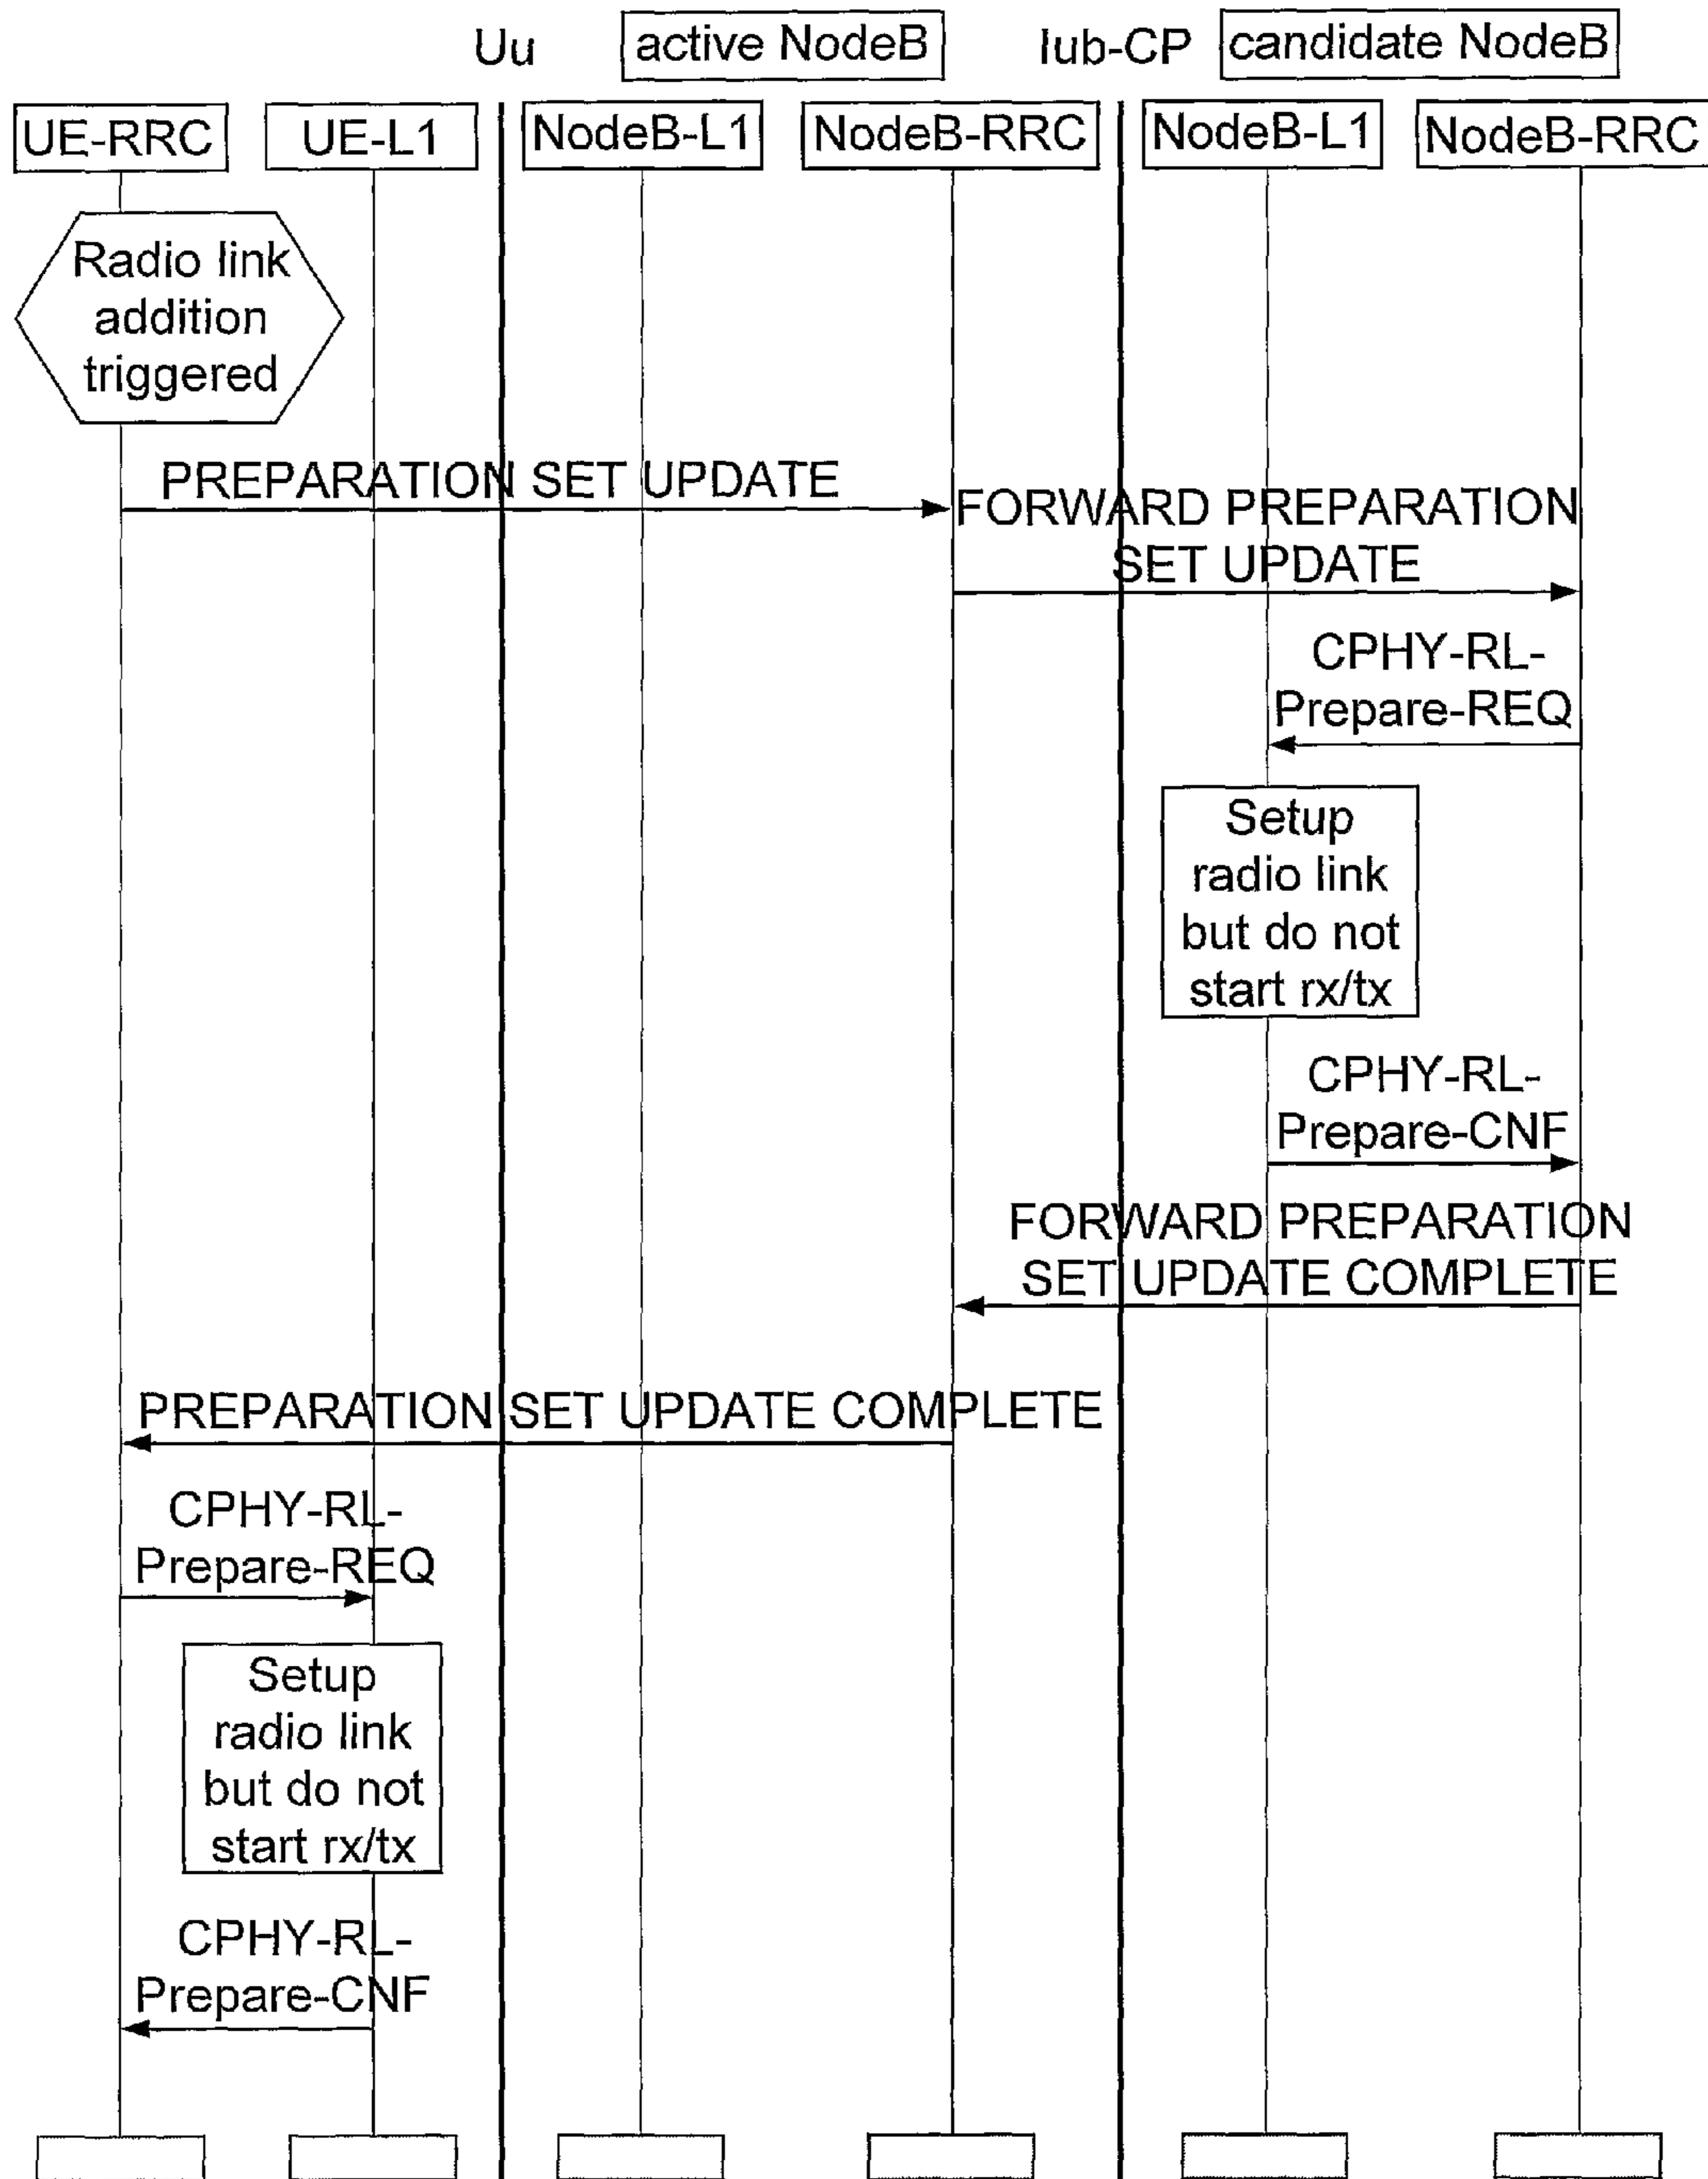 Uu active NodeB Iub-CP candidate NodeB
UE-RRC UE-L1 NodeB-L1 NodeB-RRC NodeB-L1 NodeB-RRC
Radio link
addition
triggered
PREPARATION SET UPDATE
FORWARD PREPARATION
SET UPDATE
CPHY-RL-
Prepare-REQ
Setup
radio link
but do not
start rx/tx
CPHY-RL-
Prepare-CNF
FORWARD PREPARATION
SET UPDATE COMPLETE
PREPARATION SET UPDATE COMPLETE
CPHY-RL-
Prepare-REQ
Setup
radio link
but do not
start rx/tx
CPHY-RL-
Prepare-CNF